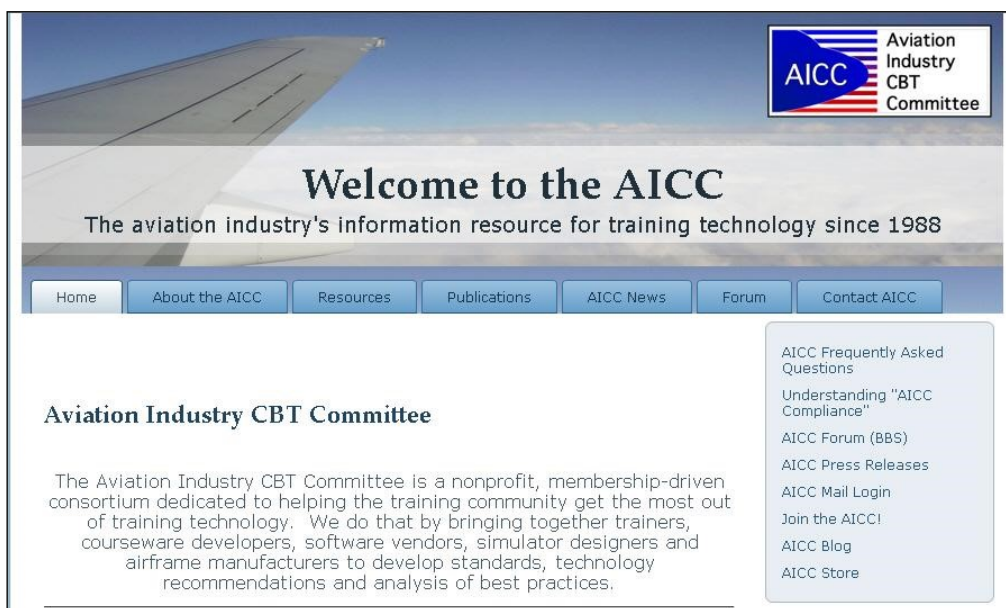 AICC
Aviation
Industry
CBT
Committee
Welcome to the AICC
The aviation industry's information resource for training technology since 1988
Home
About the AICC
Resources
Publications
AICC News
Forum
Contact AICC
Aviation Industry CBT Committee
The Aviation Industry CBT Committee is a nonprofit, membership-driven
consortium dedicated to helping the training community get the most out
of training technology.  We do that by bringing together trainers,
courseware developers, software vendors, simulator designers and
airframe manufacturers to develop standards, technology
recommendations and analysis of best practices.
AICC Frequently Asked
Questions
Understanding "AICC
Compliance"
AICC Forum (BBS)
AICC Press Releases
AICC Mail Login
Join the AICC!
AICC Blog
AICC Store